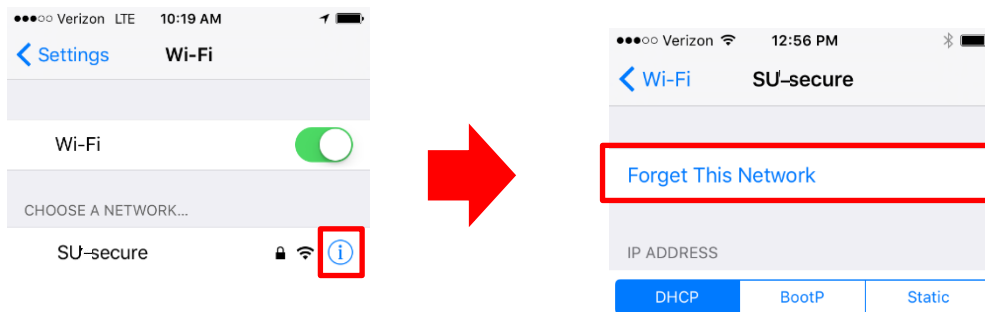 ●●●○○ Verizon LTE 10:19 AM
Settings Wi-Fi
Wi-Fi
CHOOSE A NETWORK...
SU-secure
●●●○○ Verizon 12:56 PM
Wi-Fi SU-secure
Forget This Network
IP ADDRESS
DHCP BootP Static